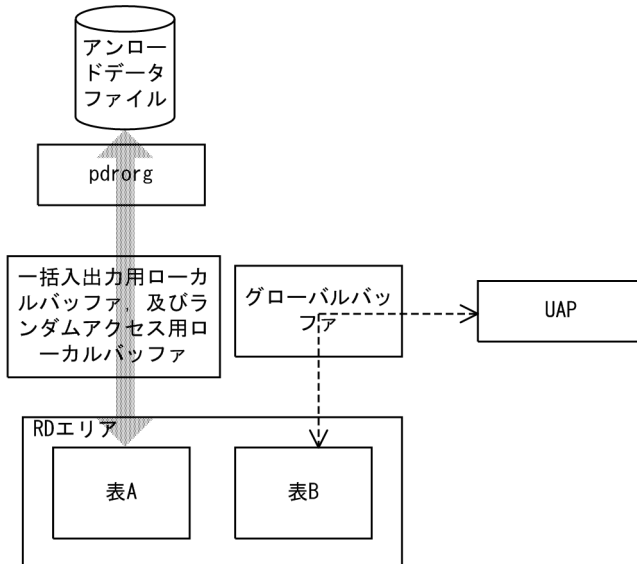 アンロー
ドデータ
ファイル
pdrorg
一括入出力用ローカ
ルバッファ，及びラ
ンダムアクセス用ロ
ーカルバッファ
グローバルバッ
ファ
UAP
RDエリア
表A
表B